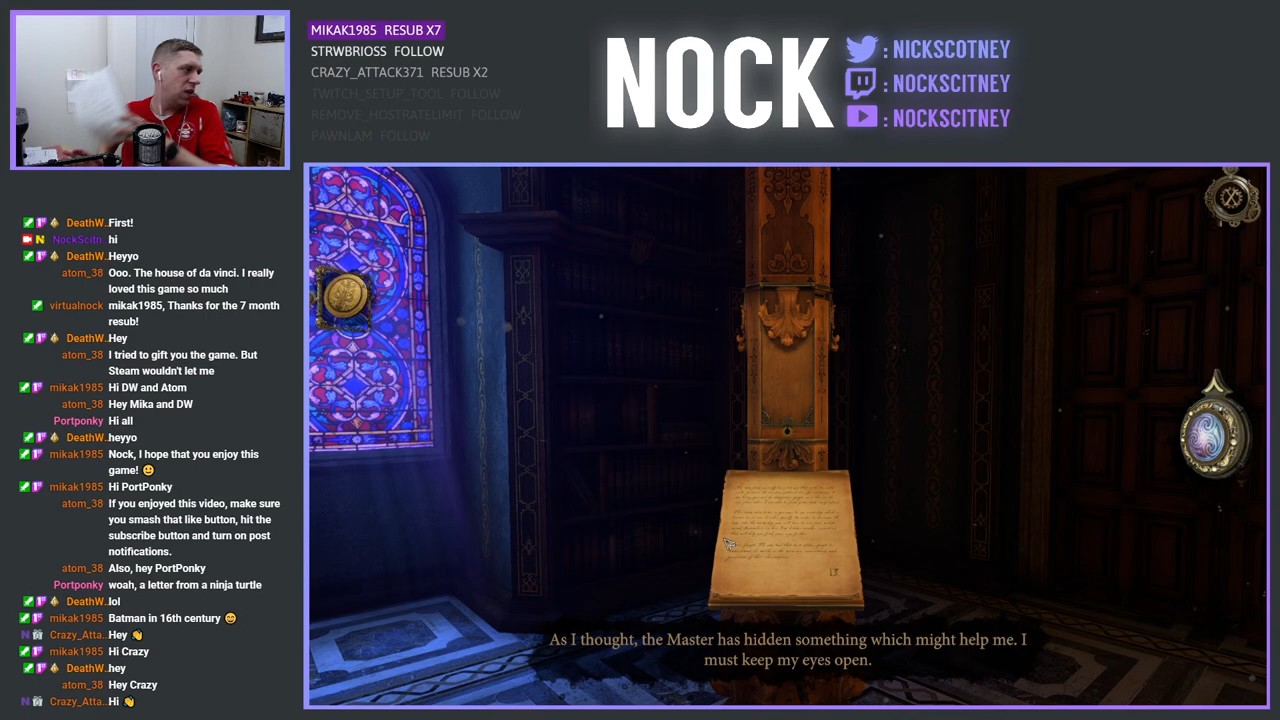 MIKAK1985 RESUB X7
STRWBRIOSS FOLLOW
CRAZY_ATTACK371 RESUB X2
TWITCH_SETUP_TOOL FOLLOW
REMOVE_HOSTRATELIMIT FOLLOW
PAWNLAM FOLLOW
NOCK
: NICKSCOTNEY
: NOCKSCITNEY
: NOCKSCITNEY
DeathW.. First!
NockScitn.. hi
DeathW.. Heyyo
atom_38 Ooo. The house of da vinci. I really
loved this game so much
virtualnock mikak1985, Thanks for the 7 month
resub!
DeathW.. Hey
atom_38 I tried to gift you the game. But
Steam wouldn't let me
mikak1985 Hi DW and Atom
atom_38 Hey Mika and DW
Portponky Hi all
DeathW.. heyyo
mikak1985 Nock, I hope that you enjoy this
game! 😃
mikak1985 Hi PortPonky
atom_38 If you enjoyed this video, make sure
you smash that like button, hit the
subscribe button and turn on post
notifications.
atom_38 Also, hey PortPonky
Portponky woah, a letter from a ninja turtle
DeathW.. lol
mikak1985 Batman in 16th century 😄
Crazy_Atta.. Hey 👋
mikak1985 Hi Crazy
DeathW.. hey
atom_38 Hey Crazy
Crazy_Atta.. Hi 👋
As I thought, the Master has hidden something which might help me. I
must keep my eyes open.